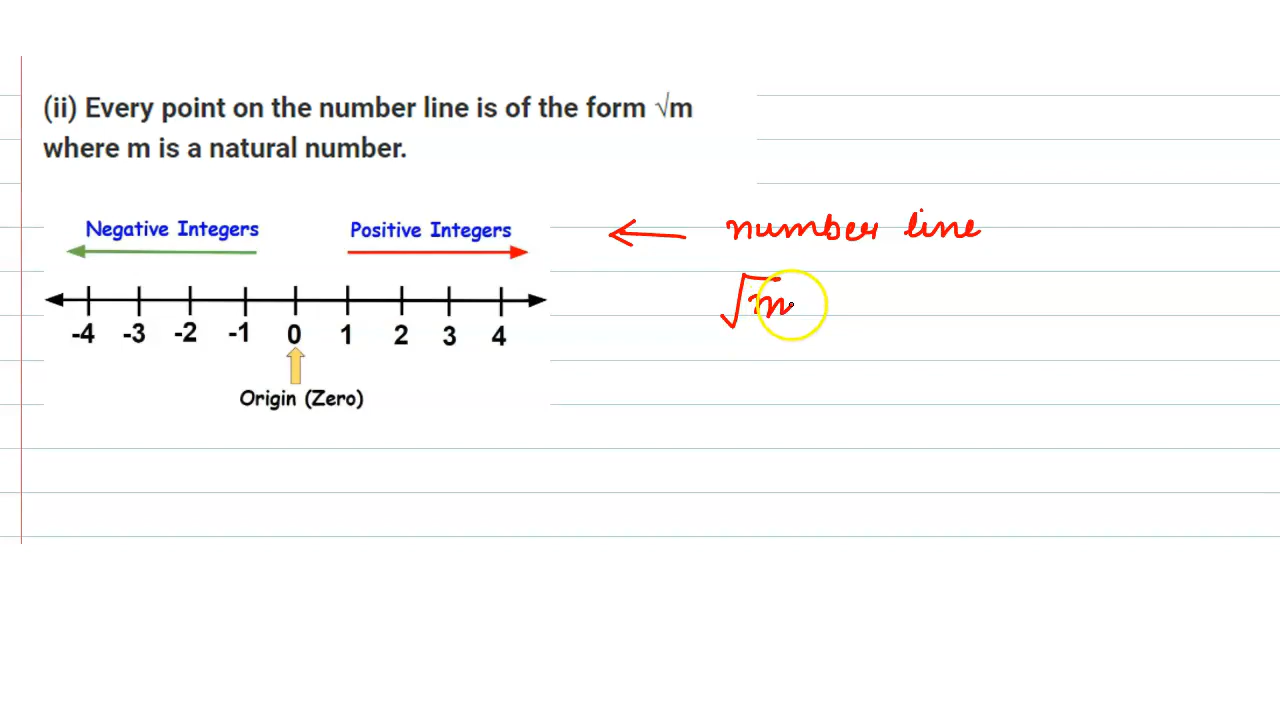 (ii) Every point on the number line is of the form √m
where m is a natural number.
Negative Integers Positive Integers
← number line
√m
-4 -3 -2 -1 0 1 2 3 4
Origin (Zero)